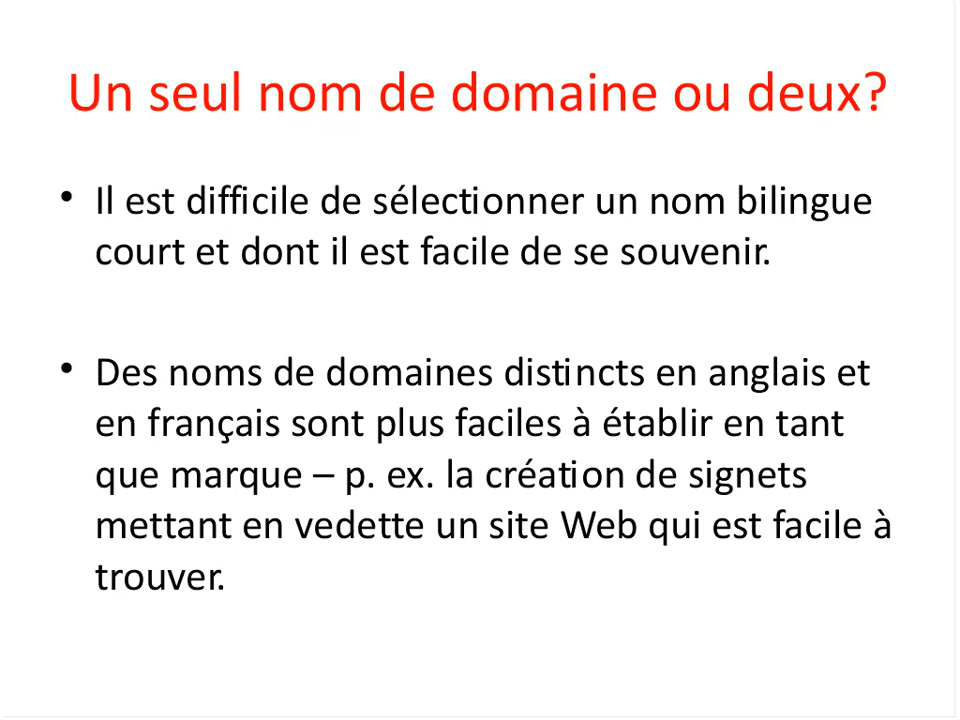 Un seul nom de domaine ou deux?
• Il est difficile de sélectionner un nom bilingue
court et dont il est facile de se souvenir.
• Des noms de domaines distincts en anglais et
en français sont plus faciles à établir en tant
que marque – p. ex. la création de signets
mettant en vedette un site Web qui est facile à
trouver.